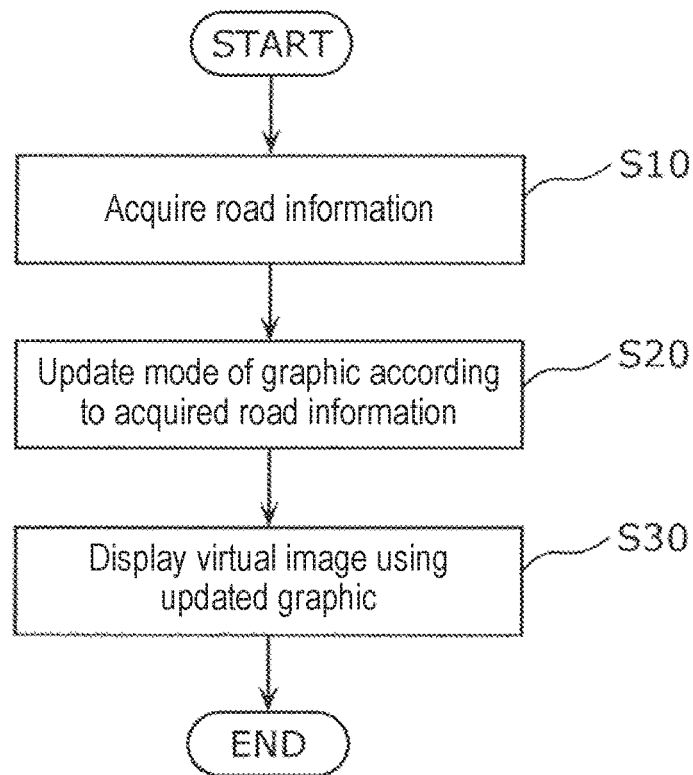 START
Acquire road information
S10
Update mode of graphic according
to acquired road information
S20
Display virtual image using
updated graphic
S30
END